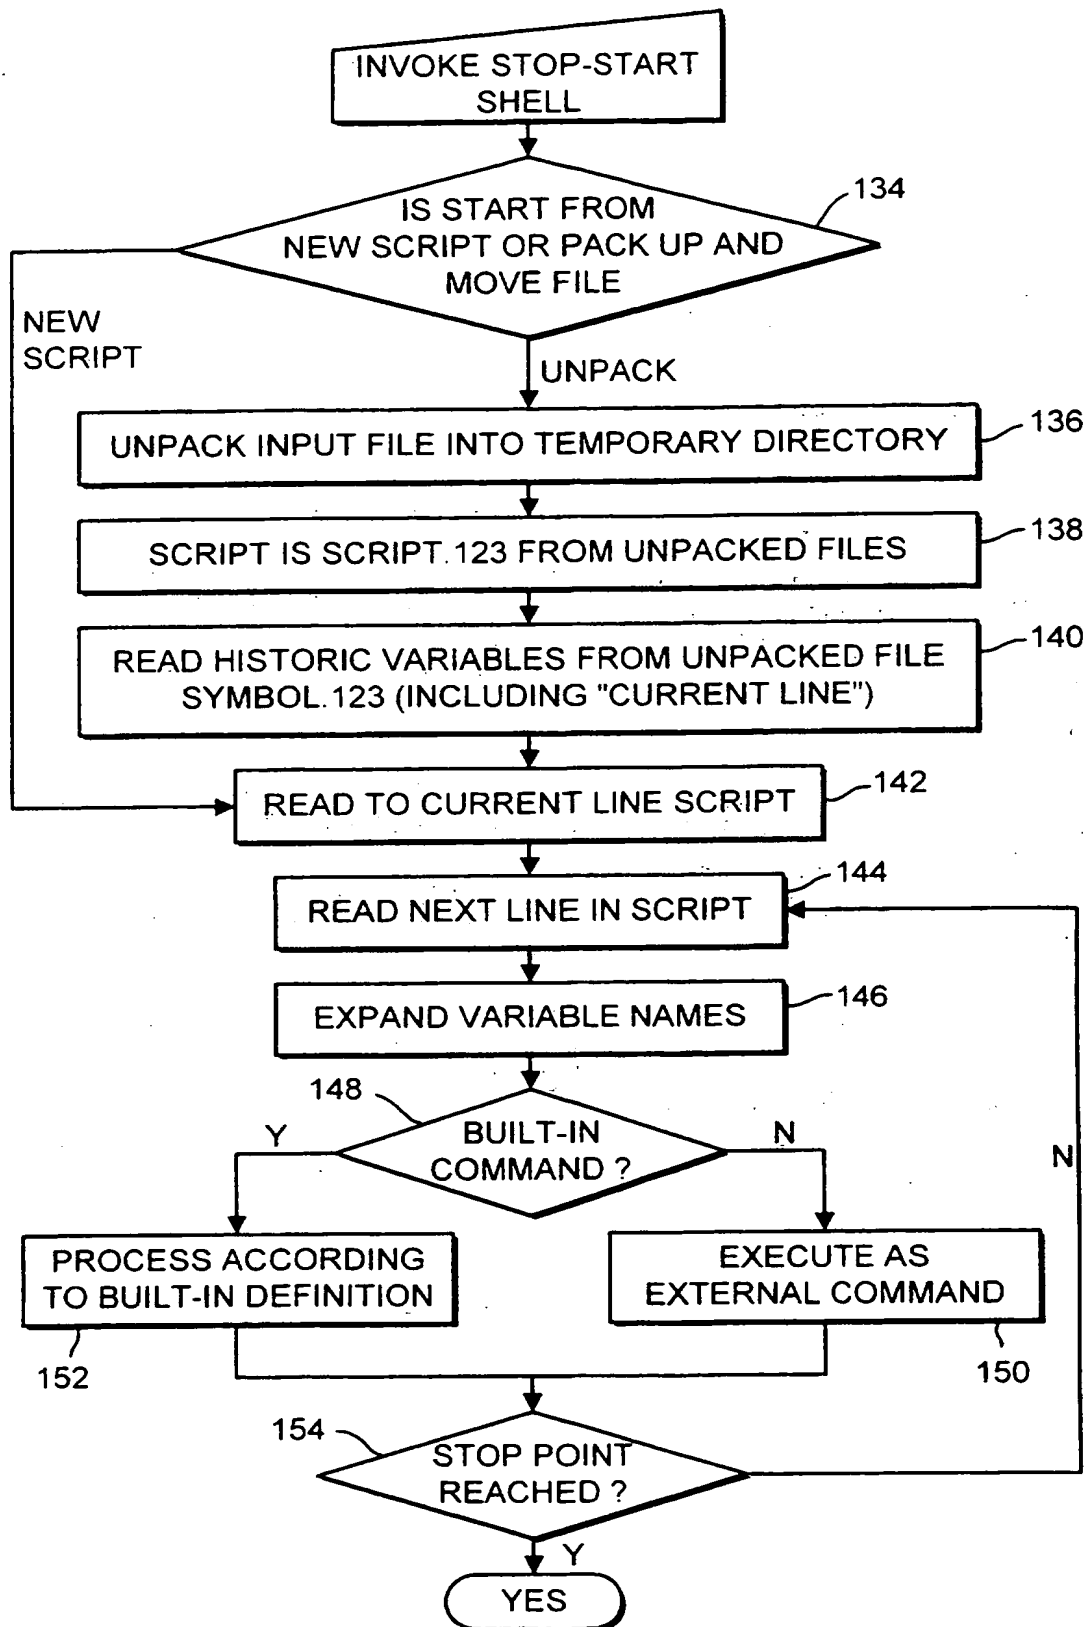 INVOKE STOP-START
SHELL
134
IS START FROM
NEW SCRIPT OR PACK UP AND
MOVE FILE
NEW
SCRIPT
UNPACK
UNPACK INPUT FILE INTO TEMPORARY DIRECTORY
136
SCRIPT IS SCRIPT.123 FROM UNPACKED FILES
138
READ HISTORIC VARIABLES FROM UNPACKED FILE
SYMBOL.123 (INCLUDING "CURRENT LINE")
140
READ TO CURRENT LINE SCRIPT
142
READ NEXT LINE IN SCRIPT
144
EXPAND VARIABLE NAMES
146
148
BUILT-IN
COMMAND ?
Y
N
N
PROCESS ACCORDING
TO BUILT-IN DEFINITION
152
EXECUTE AS
EXTERNAL COMMAND
150
154
STOP POINT
REACHED ?
Y
YES